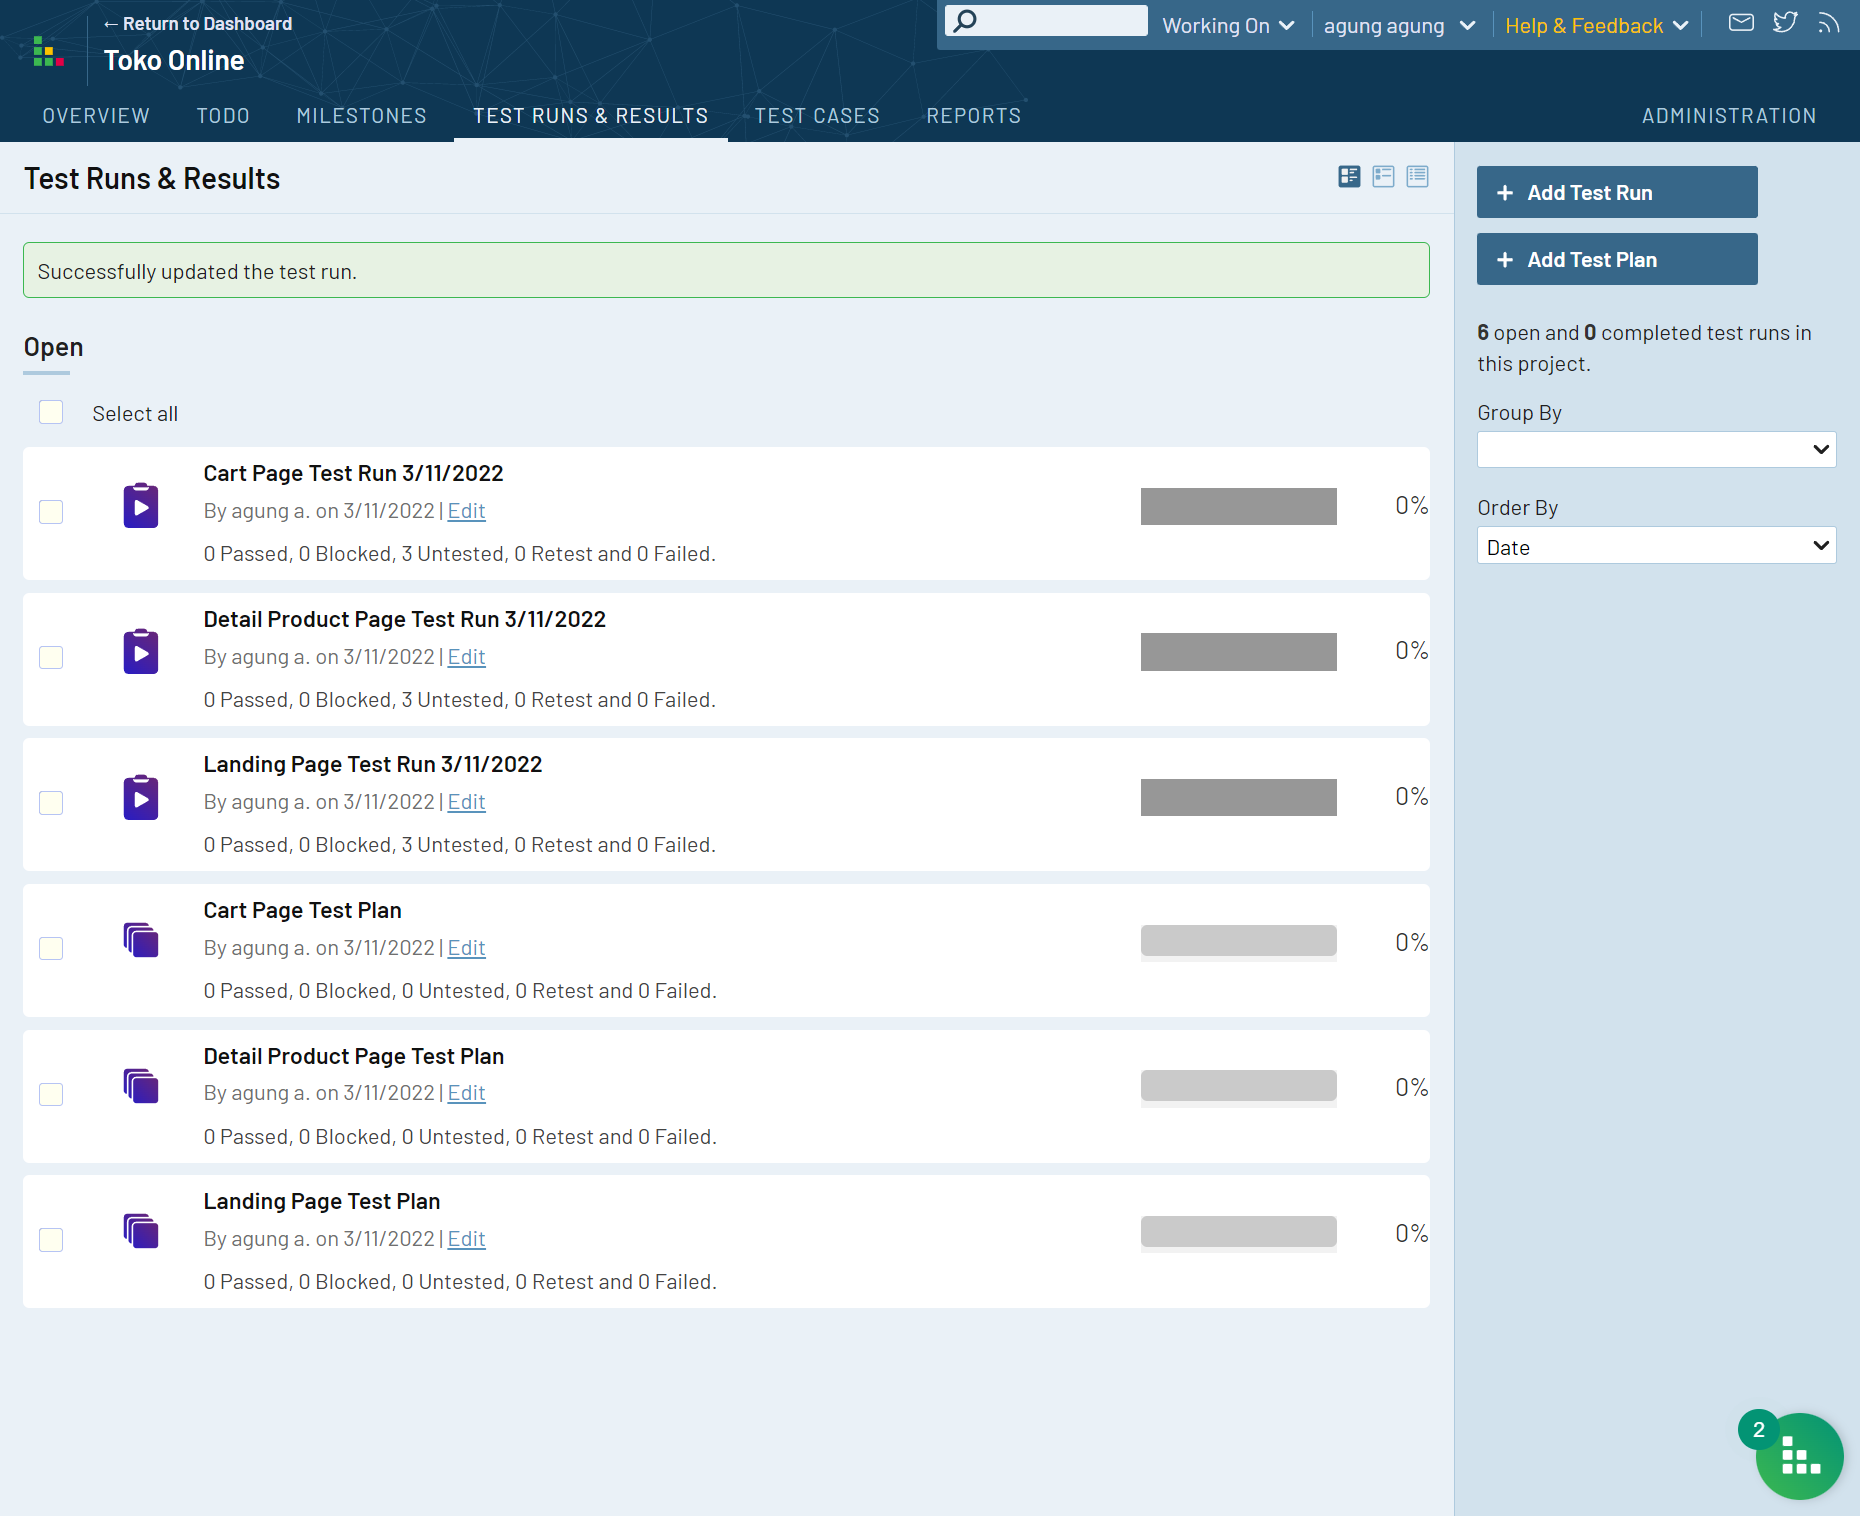 ← Return to Dashboard
Toko Online
Working On
agung agung
Help & Feedback
OVERVIEW
TODO
MILESTONES
TEST RUNS & RESULTS
TEST CASES
REPORTS
ADMINISTRATION
Test Runs & Results
Successfully updated the test run.
Open
Select all
Cart Page Test Run 3/11/2022
By agung a. on 3/11/2022 | Edit
0 Passed, 0 Blocked, 3 Untested, 0 Retest and 0 Failed.
0%
Detail Product Page Test Run 3/11/2022
By agung a. on 3/11/2022 | Edit
0 Passed, 0 Blocked, 3 Untested, 0 Retest and 0 Failed.
0%
Landing Page Test Run 3/11/2022
By agung a. on 3/11/2022 | Edit
0 Passed, 0 Blocked, 3 Untested, 0 Retest and 0 Failed.
0%
Cart Page Test Plan
By agung a. on 3/11/2022 | Edit
0 Passed, 0 Blocked, 0 Untested, 0 Retest and 0 Failed.
0%
Detail Product Page Test Plan
By agung a. on 3/11/2022 | Edit
0 Passed, 0 Blocked, 0 Untested, 0 Retest and 0 Failed.
0%
Landing Page Test Plan
By agung a. on 3/11/2022 | Edit
0 Passed, 0 Blocked, 0 Untested, 0 Retest and 0 Failed.
0%
+ Add Test Run
+ Add Test Plan
6 open and 0 completed test runs in
this project.
Group By
Order By
Date
2